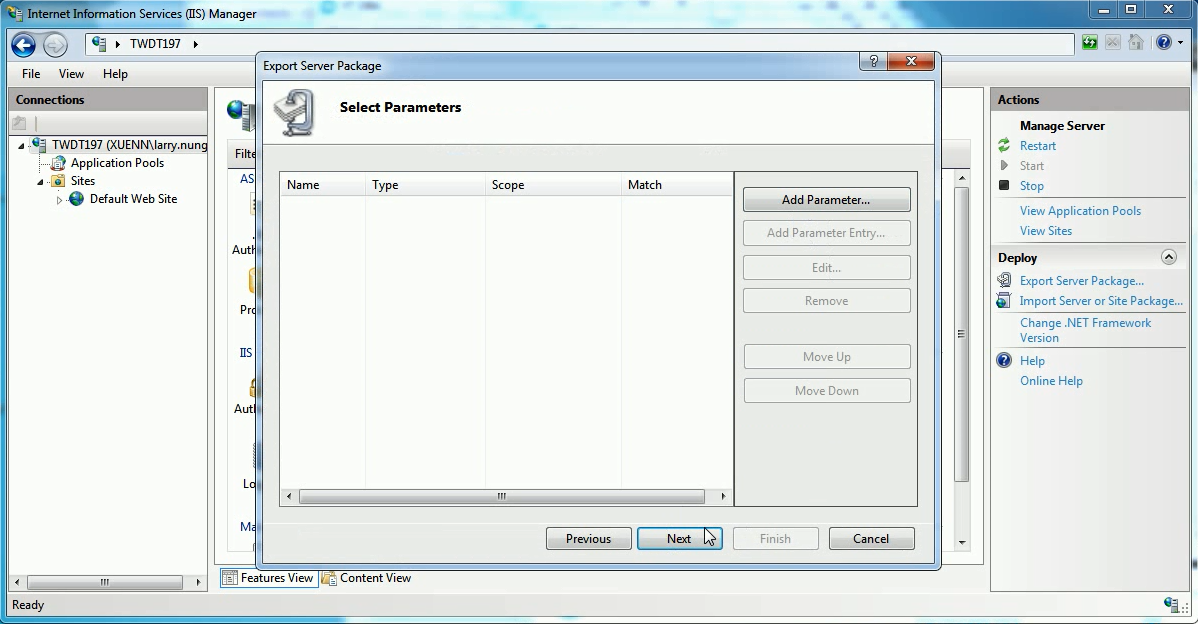 Internet Information Services (IIS) Manager
TWDT197
File View Help
Connections
TWDT197 (XUENN\larry.nung
Application Pools
Sites
Default Web Site
Filte
AS
Auth
Pro
IIS
Auth
Lo
Ma
Export Server Package
?
Select Parameters
Name Type Scope Match
Add Parameter...
Add Parameter Entry...
Edit...
Remove
Move Up
Move Down
Previous Next Finish Cancel
Features View Content View
Actions
Manage Server
Restart
Start
Stop
View Application Pools
View Sites
Deploy
Export Server Package...
Import Server or Site Package...
Change .NET Framework
Version
Help
Online Help
Ready